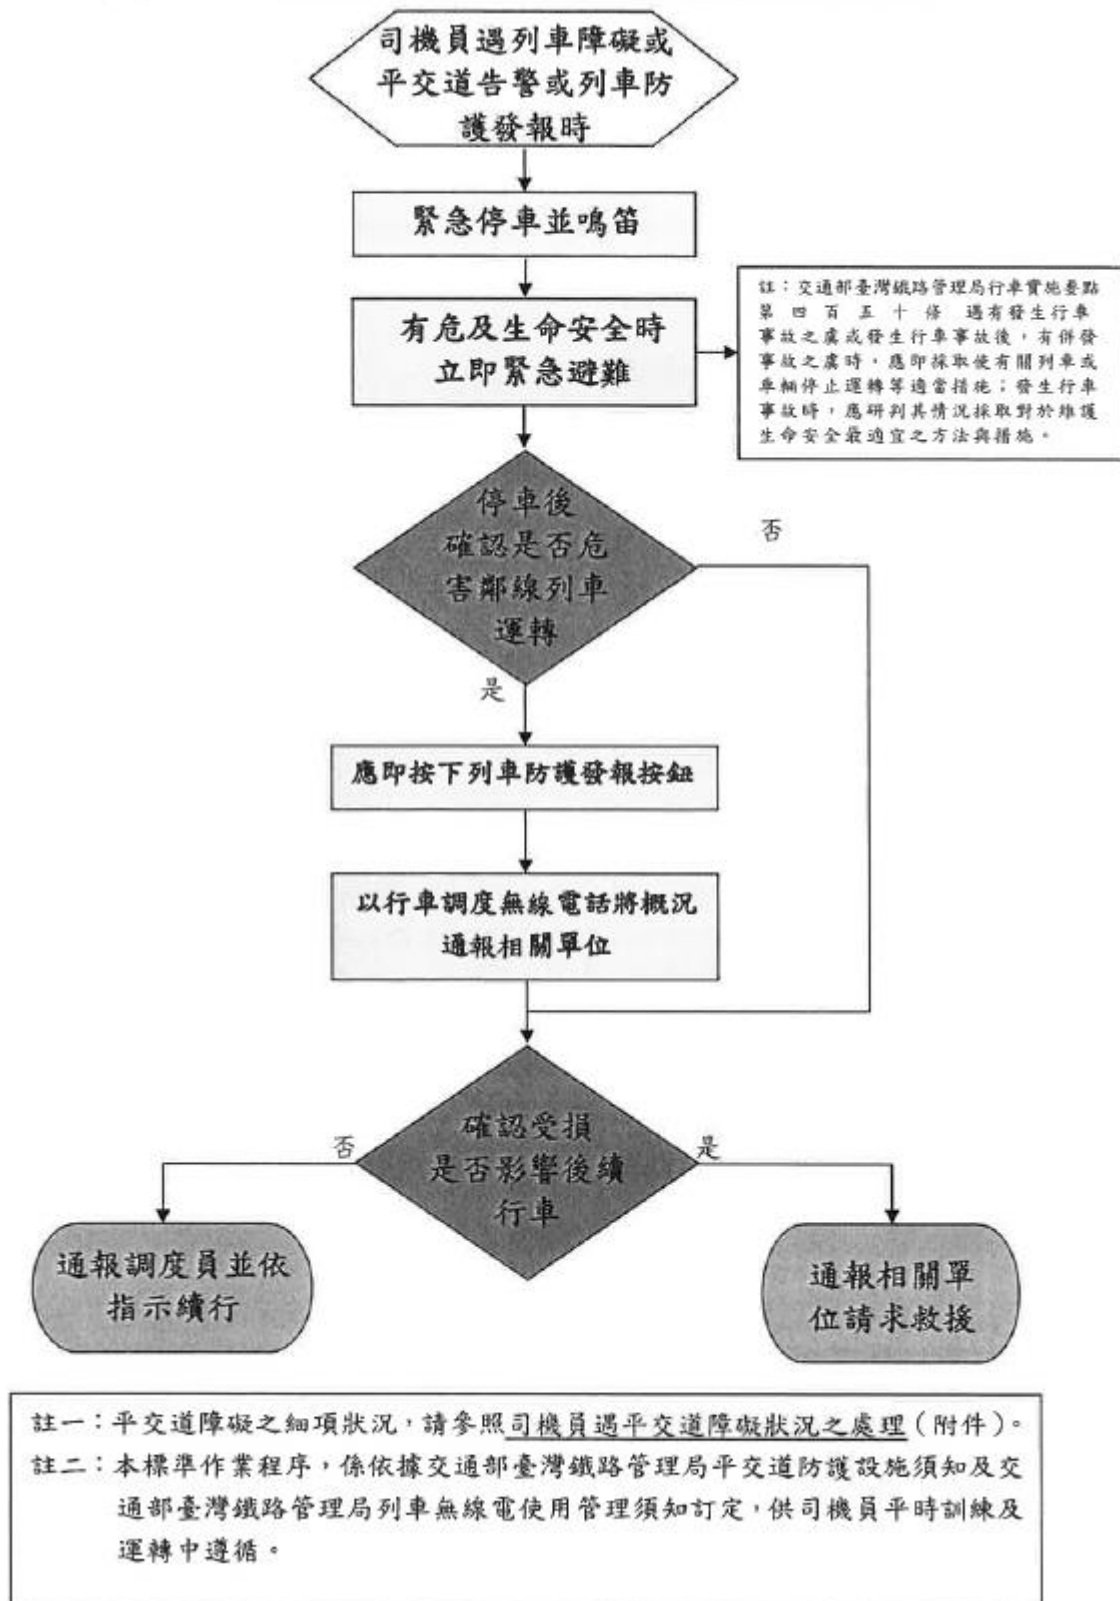 司機員遇列車障礙或
平交道告警或列車防
護發報時
緊急停車並鳴笛
有危及生命安全時
立即緊急避難
註：交通部臺灣鐵路管理局行車實施要點
第四百五十條 遇有發生行車
事故之虞或發生行車事故後，有併發
事故之虞時，應即採取使有關列車或
車輛停止運轉等適當措施；發生行車
事故時，應研判其情況採取對於維護
生命安全最適宜之方法與措施。
停車後
確認是否危
害鄰線列車
運轉
否
是
應即按下列車防護發報按鈕
以行車調度無線電話將概況
通報相關單位
確認受損
是否影響後續
行車
否
是
通報調度員並依
指示續行
通報相關單
位請求救援
註一：平交道障礙之細項狀況，請參照司機員遇平交道障礙狀況之處理（附件）。
註二：本標準作業程序，係依據交通部臺灣鐵路管理局平交道防護設施須知及交
通部臺灣鐵路管理局列車無線電使用管理須知訂定，供司機員平時訓練及
運轉中遵循。